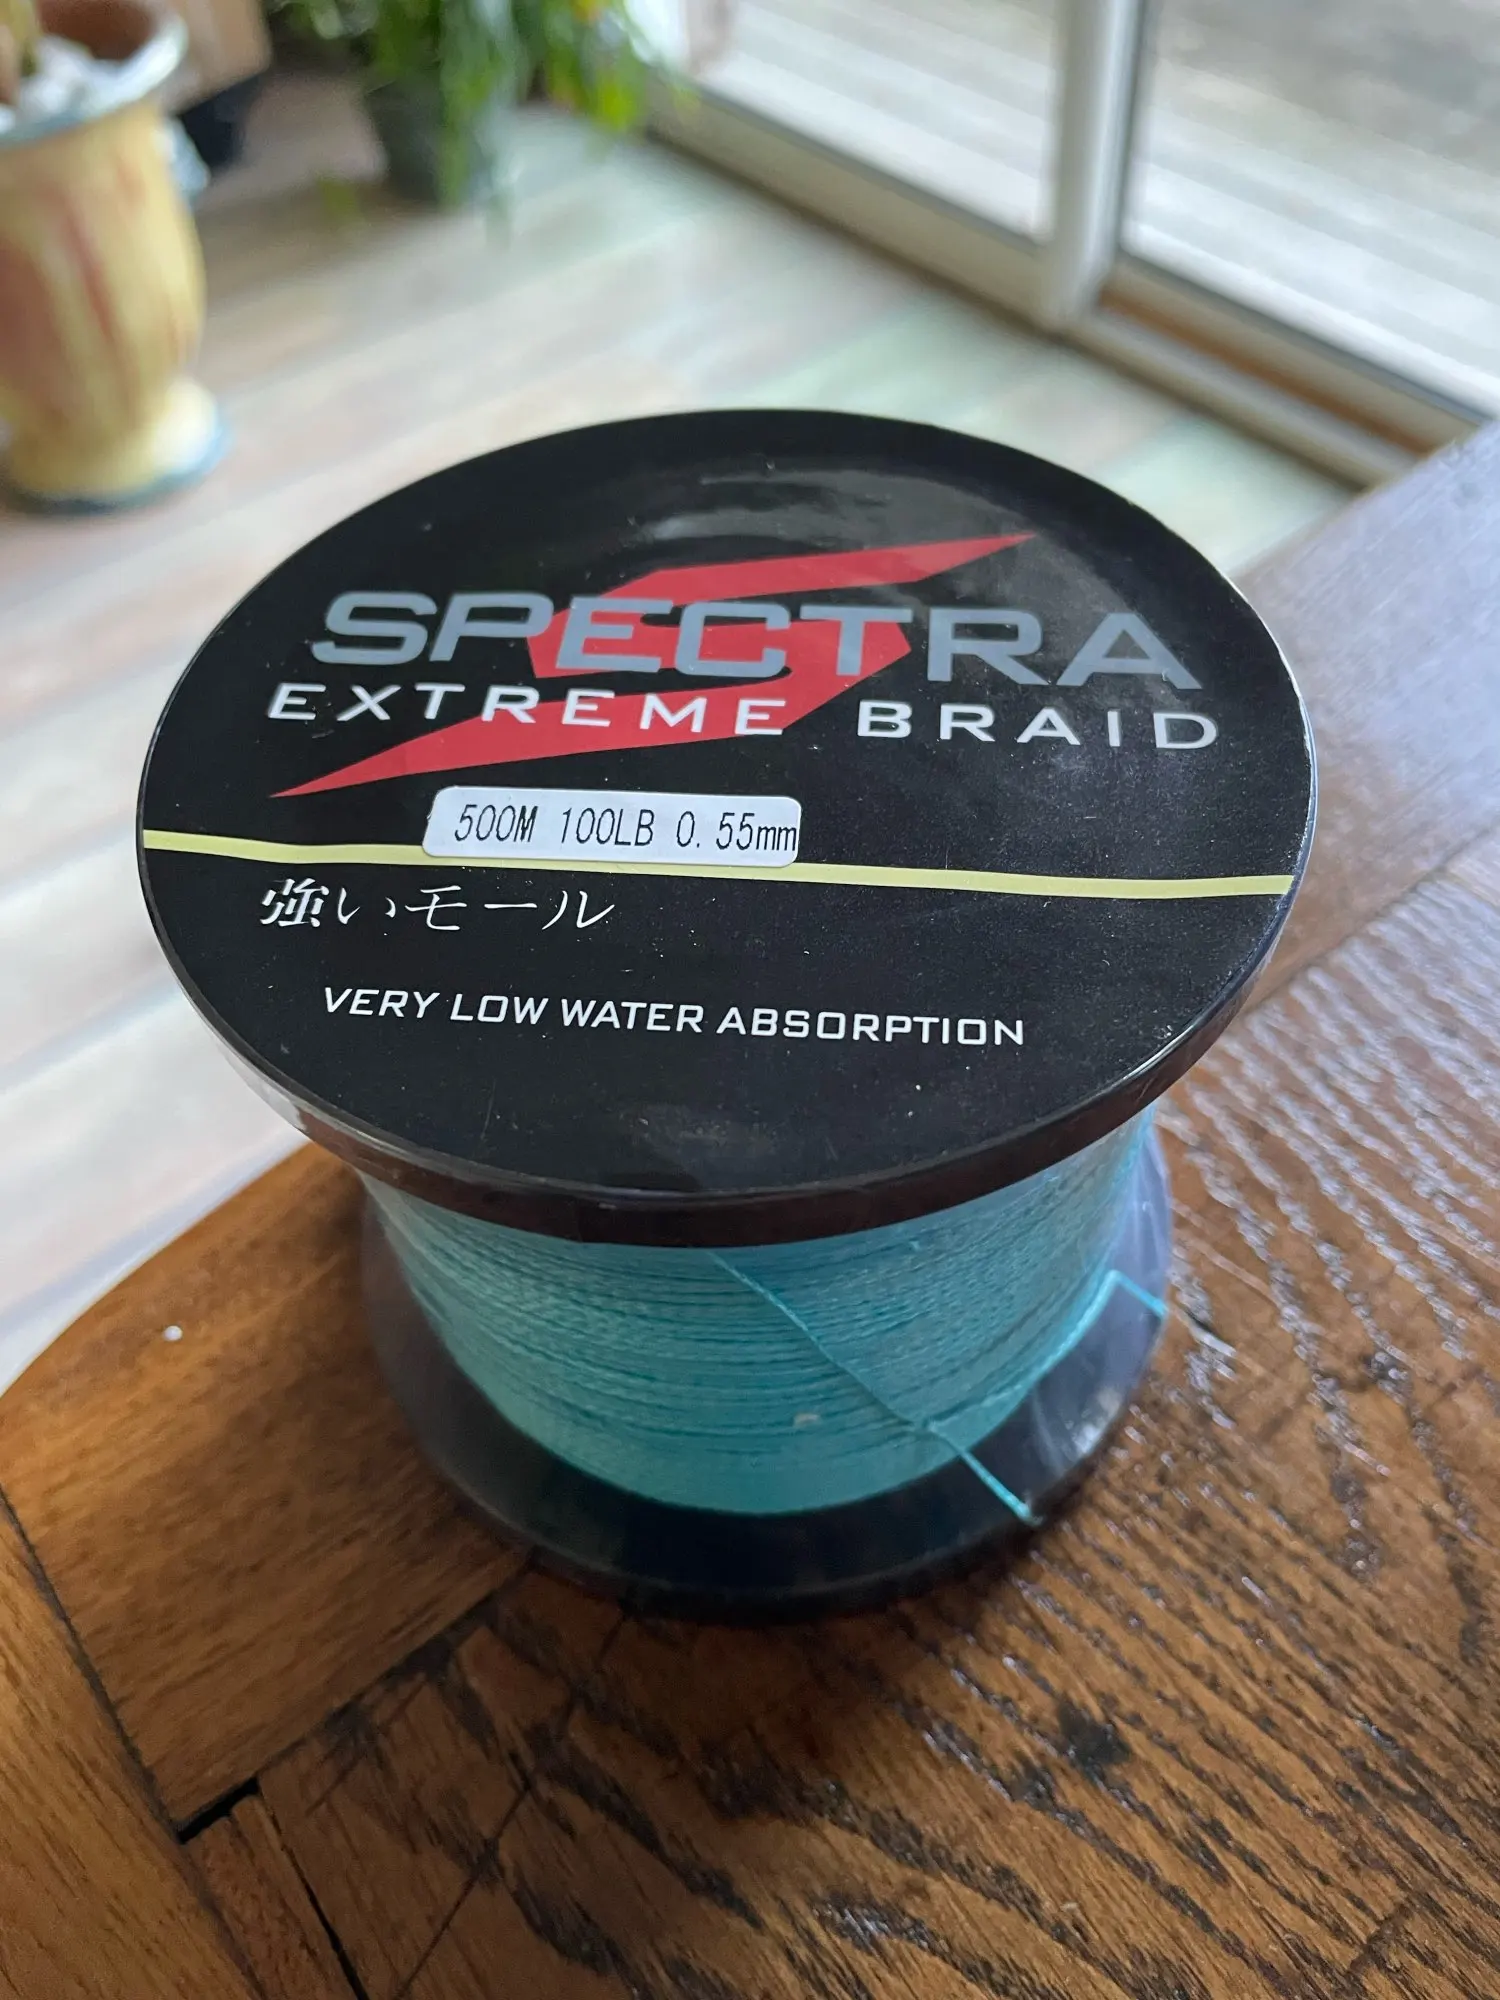 SPECTRA
EXTREME BRAID
500M 100LB 0.55mm
強いモール
VERY LOW WATER ABSORPTION